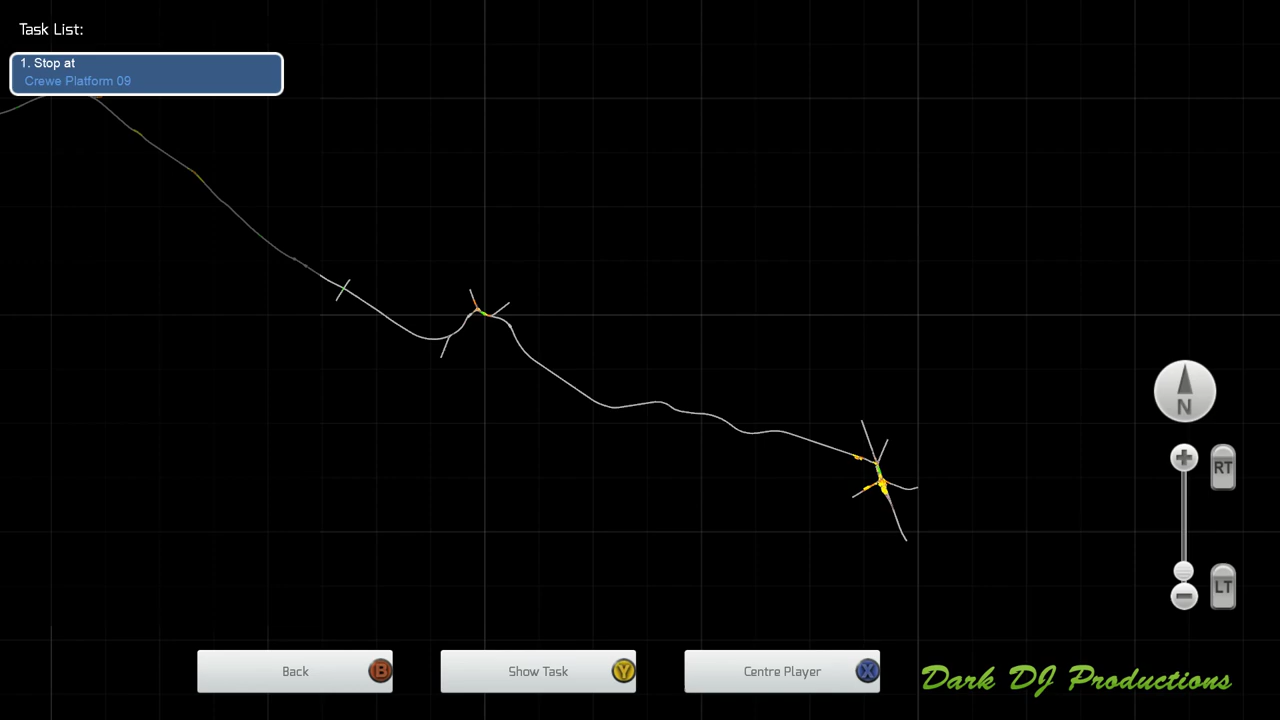 Task List:
1. Stop at
Crewe Platform 09
N
RT
LT
Back B
Show Task Y
Centre Player X
Dark DJ Productions